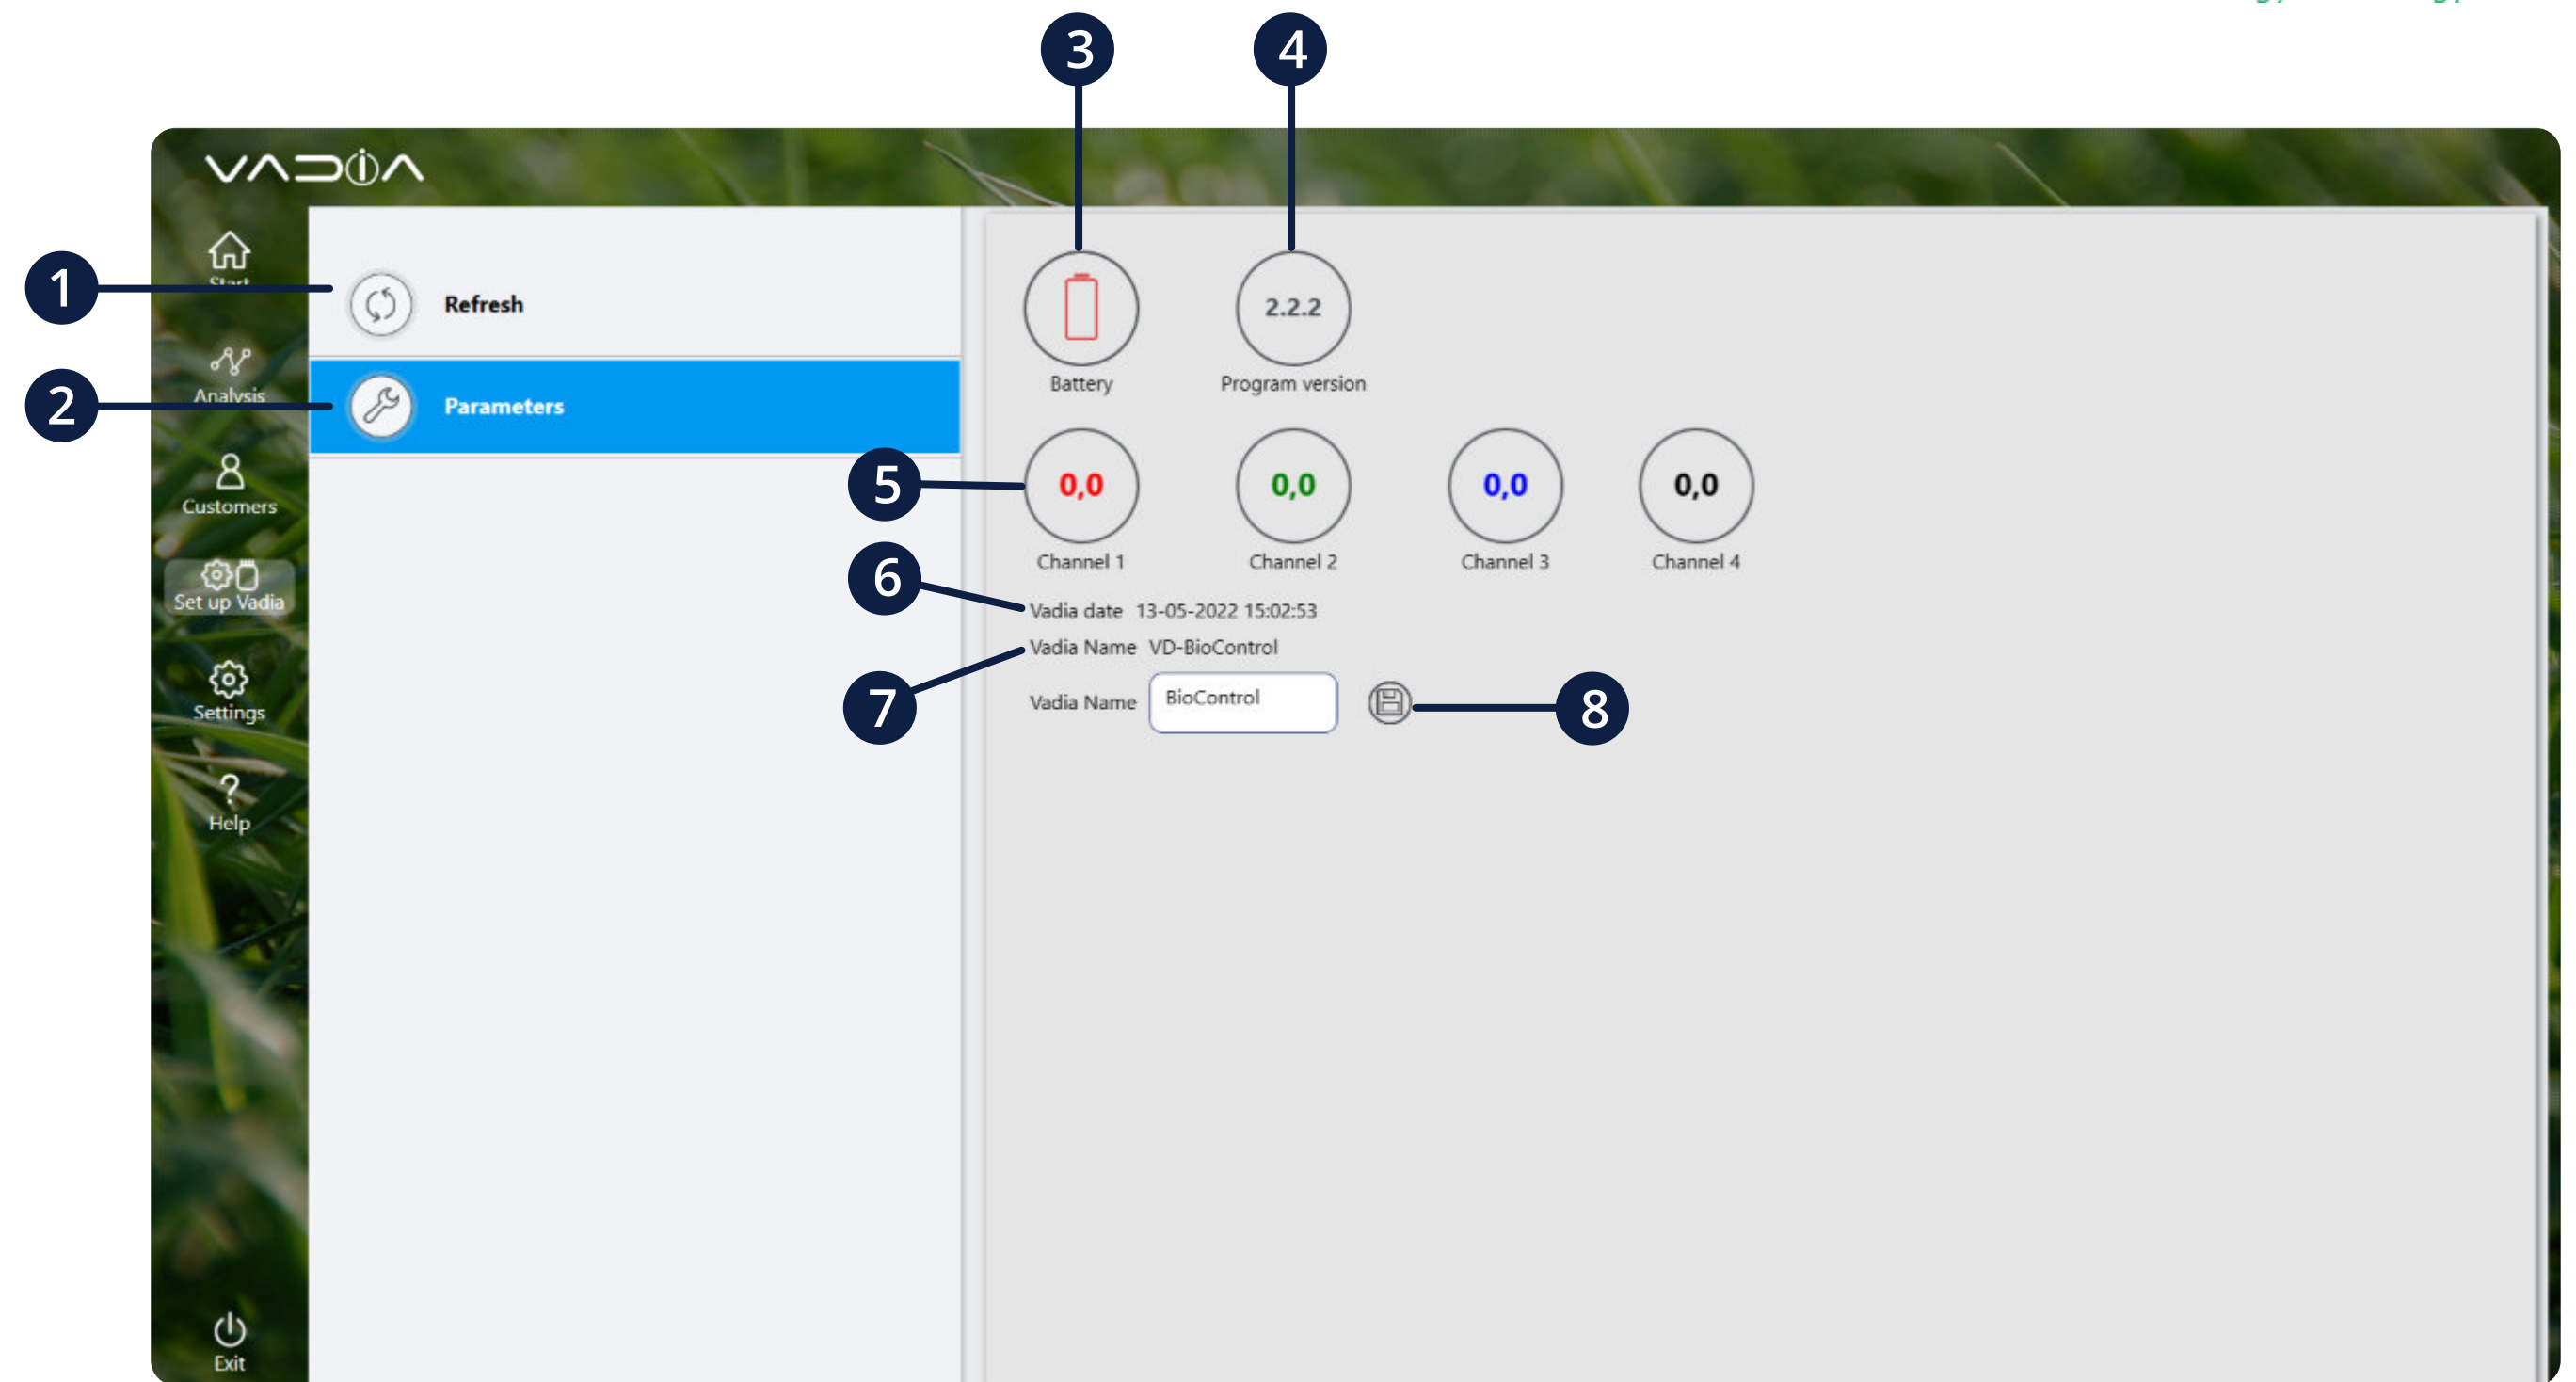 3
4
VADiA
Start
1
Refresh
2.2.2
Battery
Program version
Analysis
2
Parameters
5
0,0
0,0
0,0
0,0
Customers
Channel 1
Channel 2
Channel 3
Channel 4
6
Set up Vadia
Vadia date 13-05-2022 15:02:53
Vadia Name VD-BioControl
7
Vadia Name BioControl
8
Settings
Help
Exit